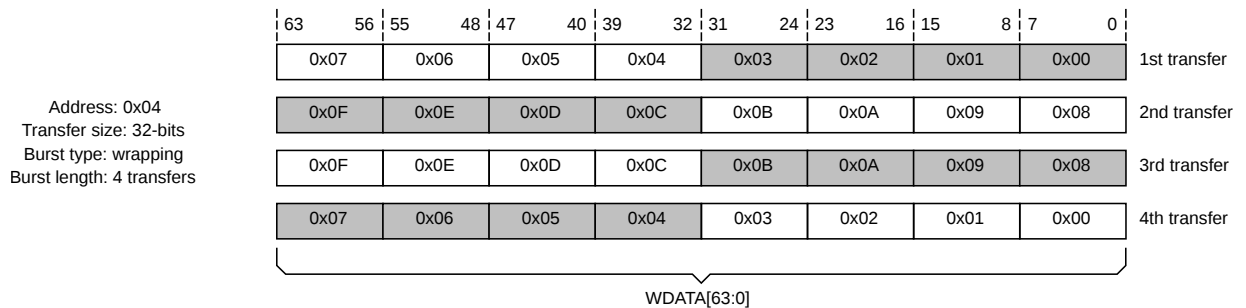 63 56 55 48 47 40 39 32 31 24 23 16 15 8 7 0
0x07 0x06 0x05 0x04 0x03 0x02 0x01 0x00 1st transfer
Address: 0x04
Transfer size: 32-bits
Burst type: wrapping
Burst length: 4 transfers
0x0F 0x0E 0x0D 0x0C 0x0B 0x0A 0x09 0x08 2nd transfer
0x0F 0x0E 0x0D 0x0C 0x0B 0x0A 0x09 0x08 3rd transfer
0x07 0x06 0x05 0x04 0x03 0x02 0x01 0x00 4th transfer
WDATA[63:0]